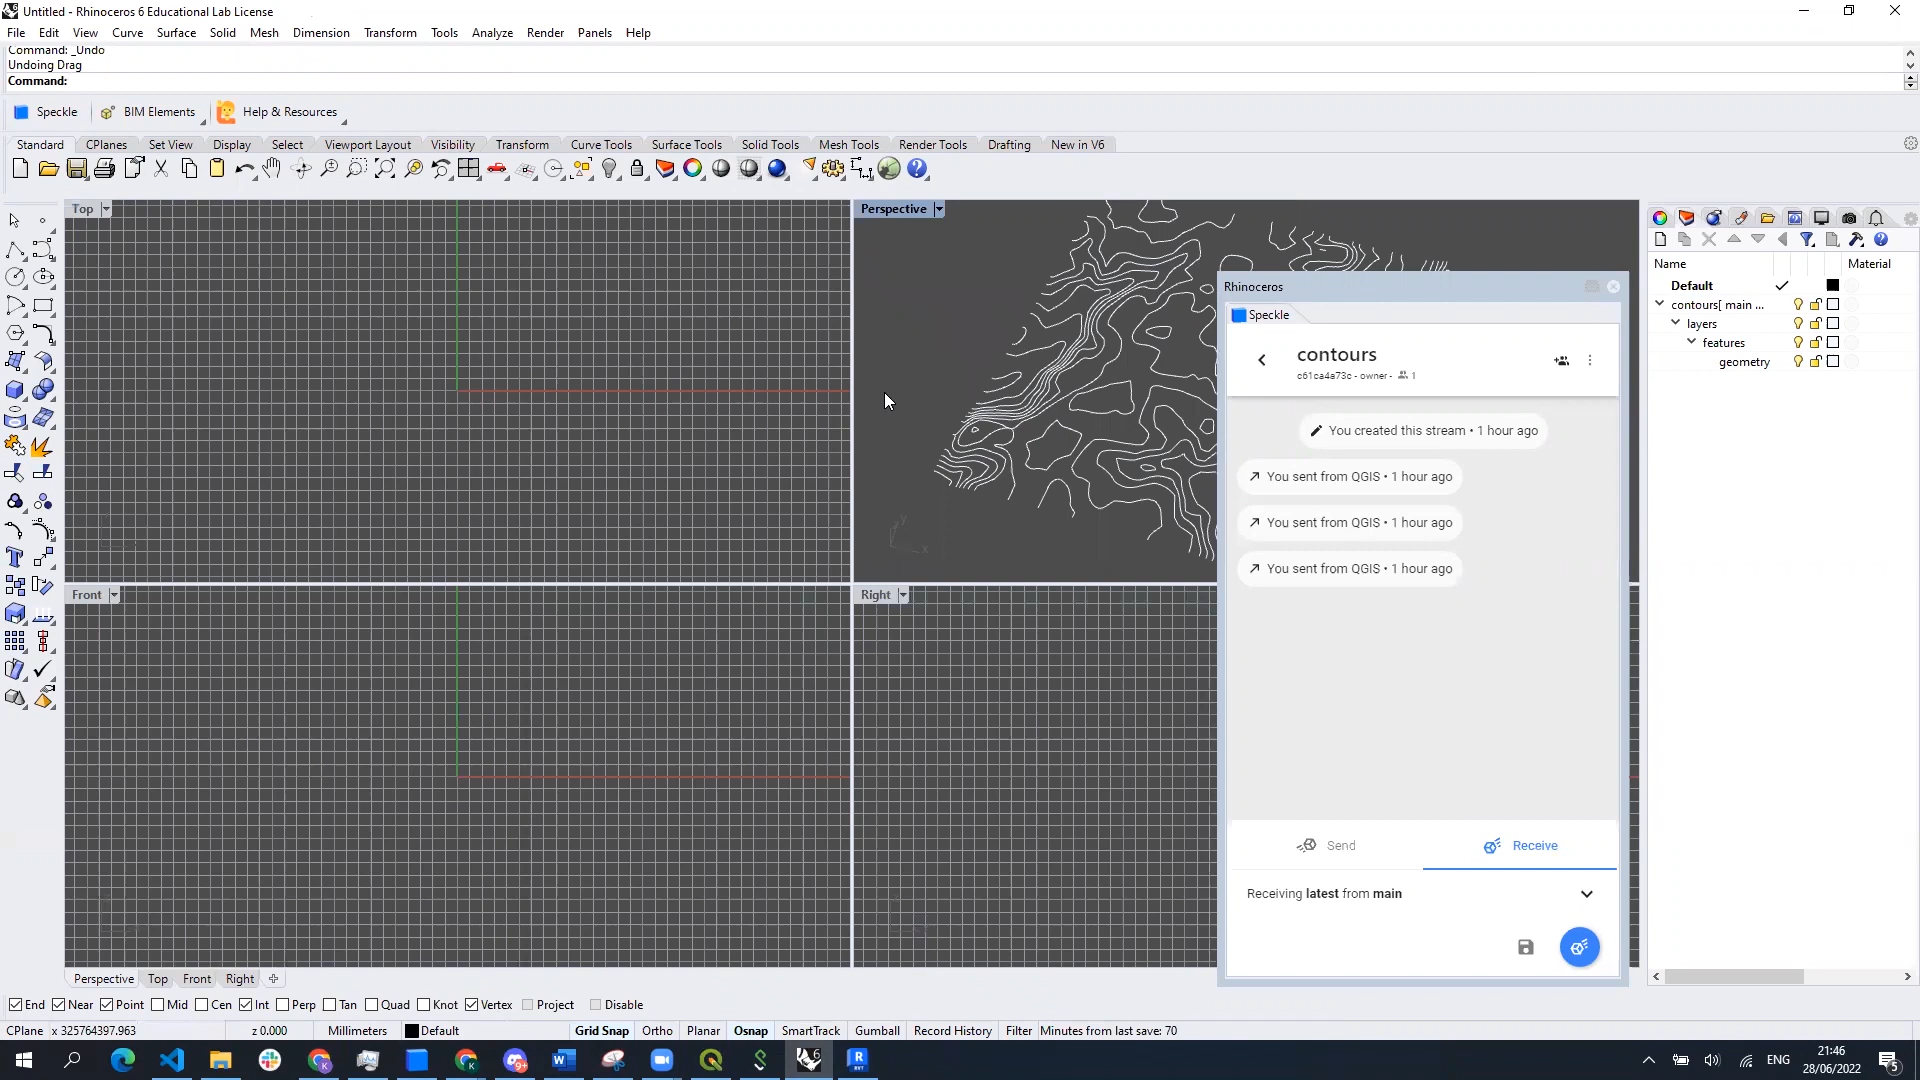 Untitled - Rhinoceros 6 Educational Lab License
File Edit View Curve Surface Solid Mesh Dimension Transform Tools Analyze Render Panels Help
Command: _Undo
Undoing Drag
Command:
Speckle BIM Elements Help & Resources
Standard CPlanes Set View Display Select Viewport Layout Visibility Transform Curve Tools Surface Tools Solid Tools Mesh Tools Render Tools Drafting New in V6
Top
Perspective
Name Material
Default
contours[ main ...
layers
features
geometry
Rhinoceros
Speckle
contours
c61ca4a73c - owner - 1
You created this stream • 1 hour ago
You sent from QGIS • 1 hour ago
You sent from QGIS • 1 hour ago
You sent from QGIS • 1 hour ago
y
x
Front
Right
Send Receive
Receiving latest from main
Perspective Top Front Right
End Near Point Mid Cen Int Perp Tan Quad Knot Vertex Project Disable
CPlane x 325764397.963 z 0.000 Millimeters Default Grid Snap Ortho Planar Osnap SmartTrack Gumball Record History Filter Minutes from last save: 70
ENG
21:46
28/06/2022
5